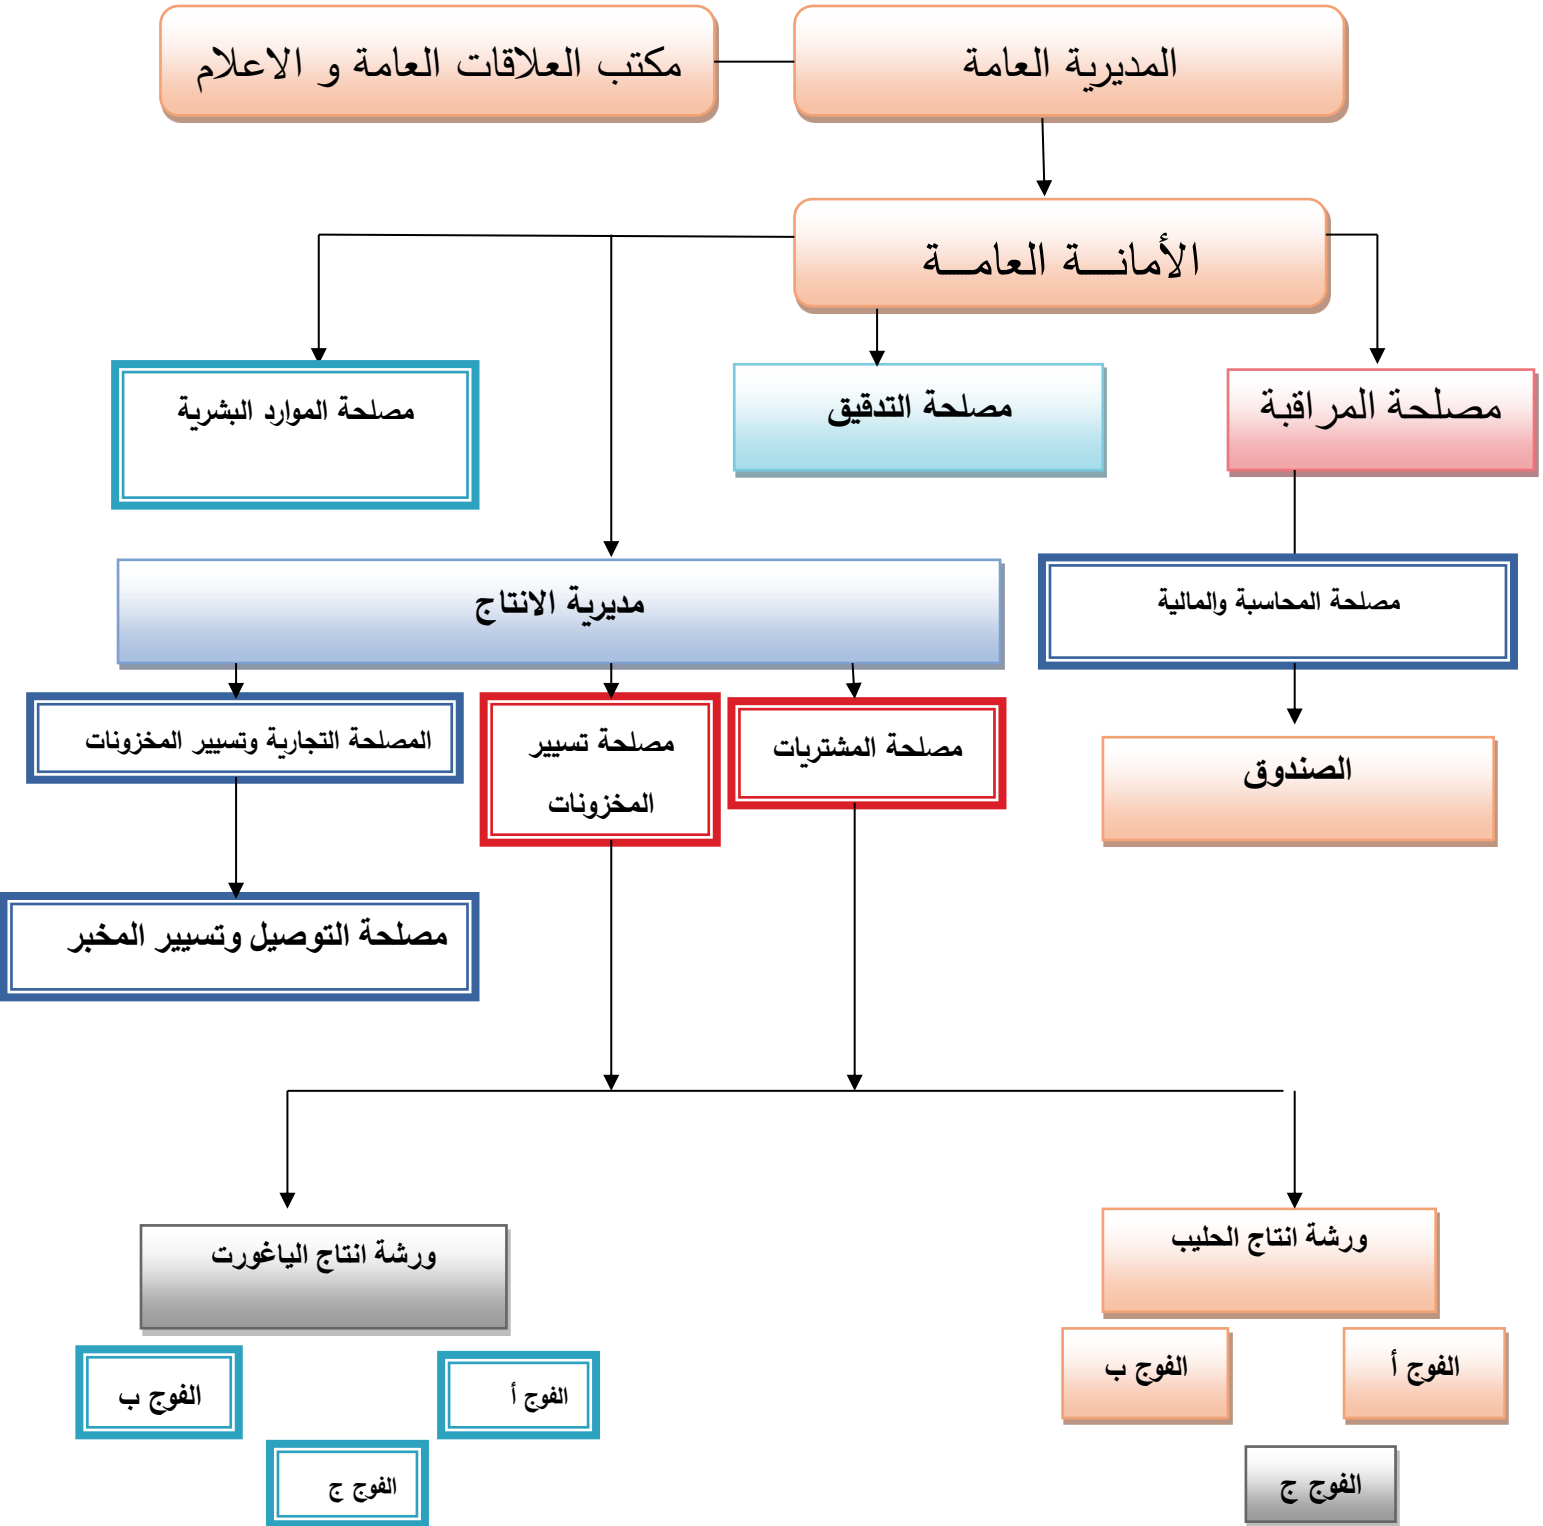 المديرية العامة
مكتب العلاقات العامة و الاعلام
الأمانـــة العامـــة
مصلحة المراقبة
مصلحة التدقيق
مصلحة الموارد البشرية
مصلحة المحاسبة والمالية
مديرية الانتاج
الصندوق
مصلحة المشتريات
مصلحة تسيير
المخزونات
المصلحة التجارية وتسيير المخزونات
مصلحة التوصيل وتسيير المخبر
ورشة انتاج الحليب
ورشة انتاج الياغورت
الفوج أ
الفوج ب
الفوج ج
الفوج أ
الفوج ب
الفوج ج